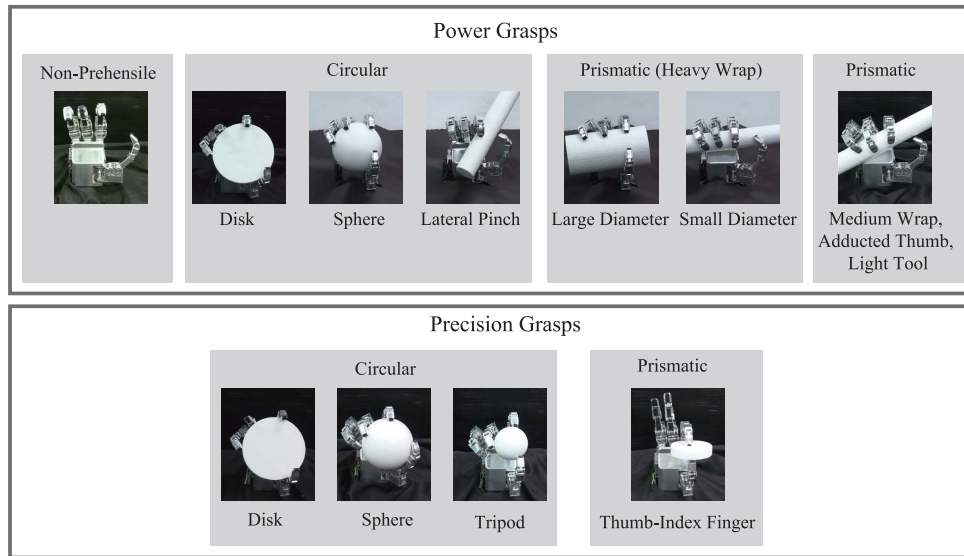 Power Grasps
Non-Prehensile
Circular
Disk
Sphere
Lateral Pinch
Prismatic (Heavy Wrap)
Large Diameter
Small Diameter
Prismatic
Medium Wrap,
Adducted Thumb,
Light Tool
Precision Grasps
Circular
Disk
Sphere
Tripod
Prismatic
Thumb-Index Finger